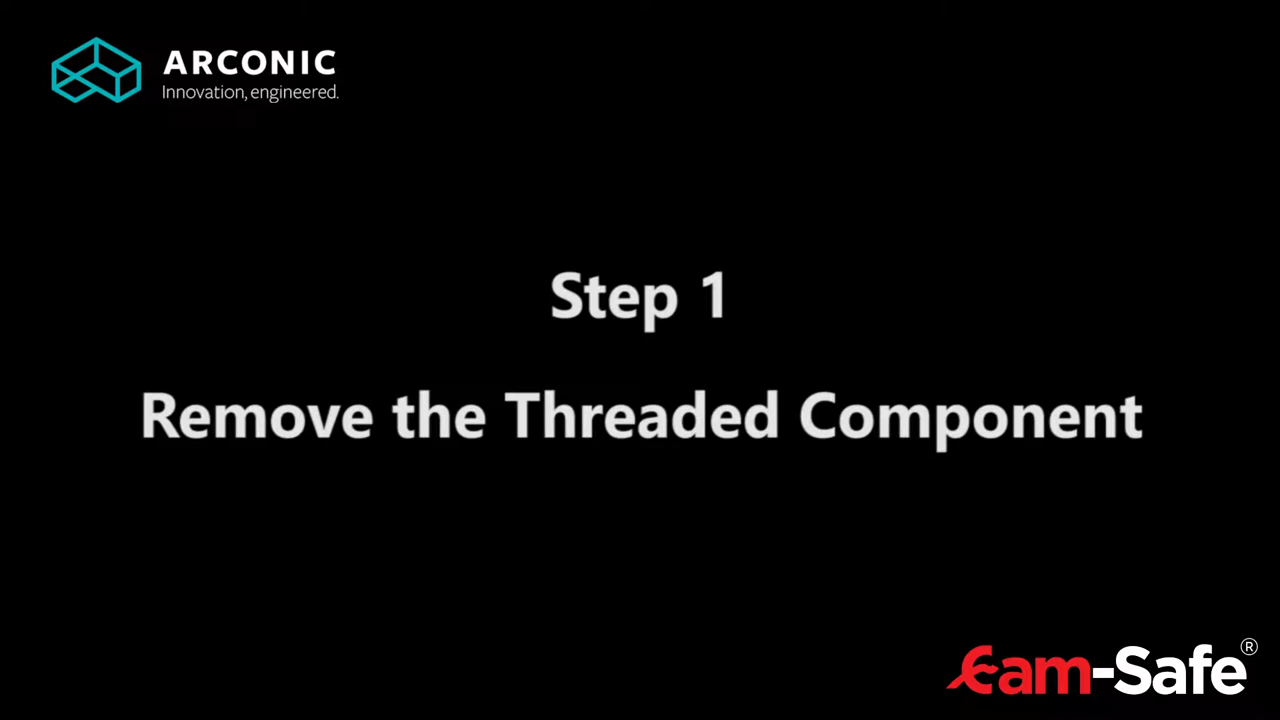 ARCONIC
Innovation, engineered.
Step 1
Remove the Threaded Component
Cam-Safe®